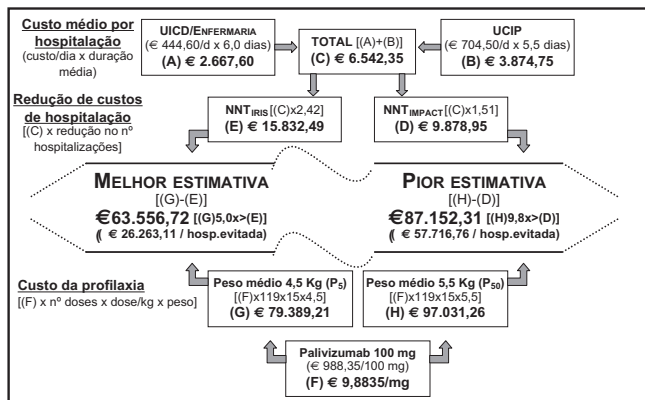 Custo médio por
hospitalação
(custo/dia x duração
média)
UICD/ENFERMARIA
(€ 444,60/d x 6,0 dias)
(A) € 2.667,60
TOTAL [(A)+(B)]
(C) € 6.542,35
UCIP
(€ 704,50/d x 5,5 dias)
(B) € 3.874,75
Redução de custos
de hospitalação
[(C) x redução no nº
hospitalizações]
NNTIRIS[(C)x2,42]
(E) € 15.832,49
NNTIMPACT[(C)x1,51]
(D) € 9.878,95
MELHOR ESTIMATIVA
[(G)-(E)]
€63.556,72 [(G)5,0x>(E)]
(( € 26.263,11 / hosp.evitada)
PIOR ESTIMATIVA
[(H)-(D)]
€87.152,31 [(H)9,8x>(D)]
(( € 57.716,76 / hosp.evitada)
Custo da profilaxia
[(F) x nº doses x dose/kg x peso]
Peso médio 4,5 Kg (P5)
[(F)x119x15x4,5]
(G) € 79.389,21
Peso médio 5,5 Kg (P50)
[(F)x119x15x5,5]
(H) € 97.031,26
Palivizumab 100 mg
(€ 988,35/100 mg)
(F) € 9,8835/mg